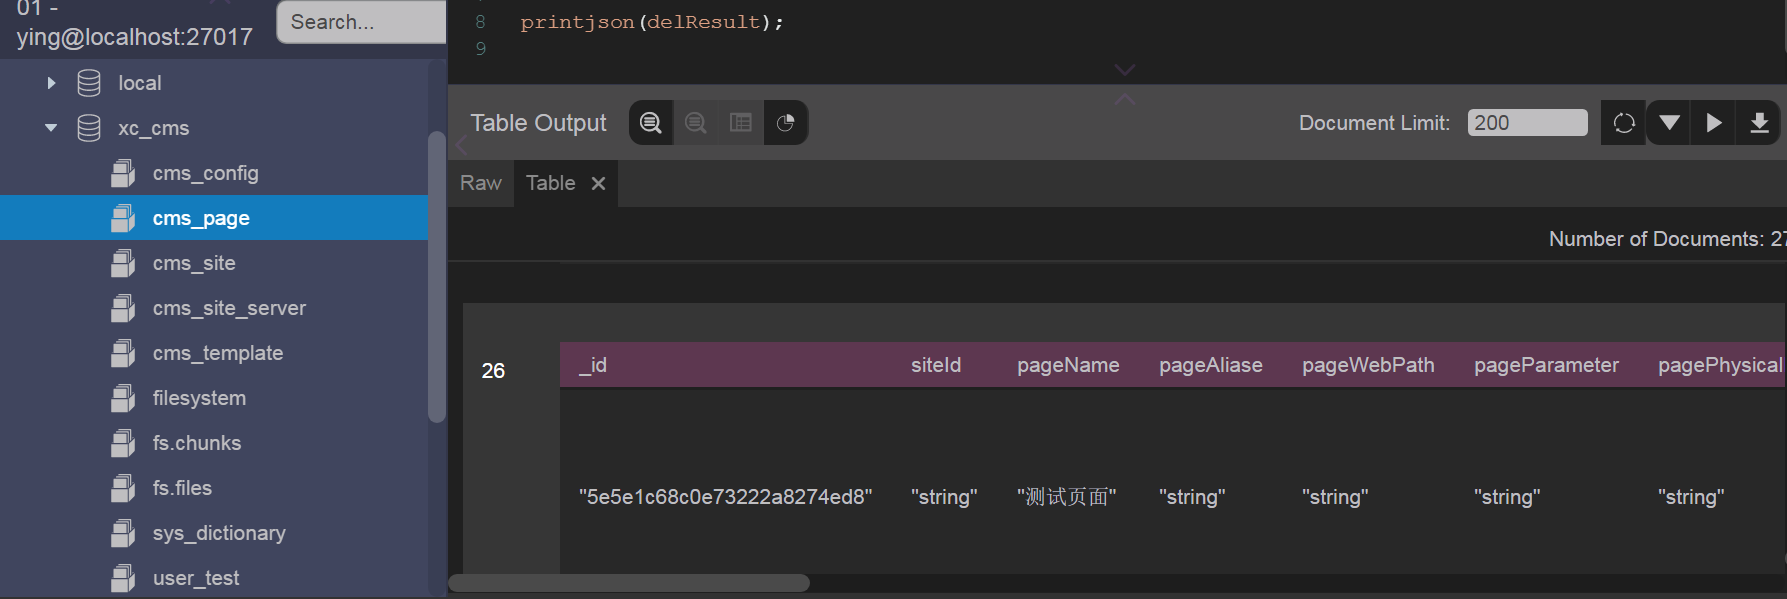 01 -
ying@localhost:27017
Search...
local
xc_cms
cms_config
cms_page
cms_site
cms_site_server
cms_template
filesystem
fs.chunks
fs.files
sys_dictionary
user_test
8 printjson(delResult);
9
Table Output
Document Limit: 200
Raw Table
Number of Documents: 27
26 _id siteId pageName pageAliase pageWebPath pageParameter pagePhysical
"5e5e1c68c0e73222a8274ed8" "string" "测试页面" "string" "string" "string" "string"